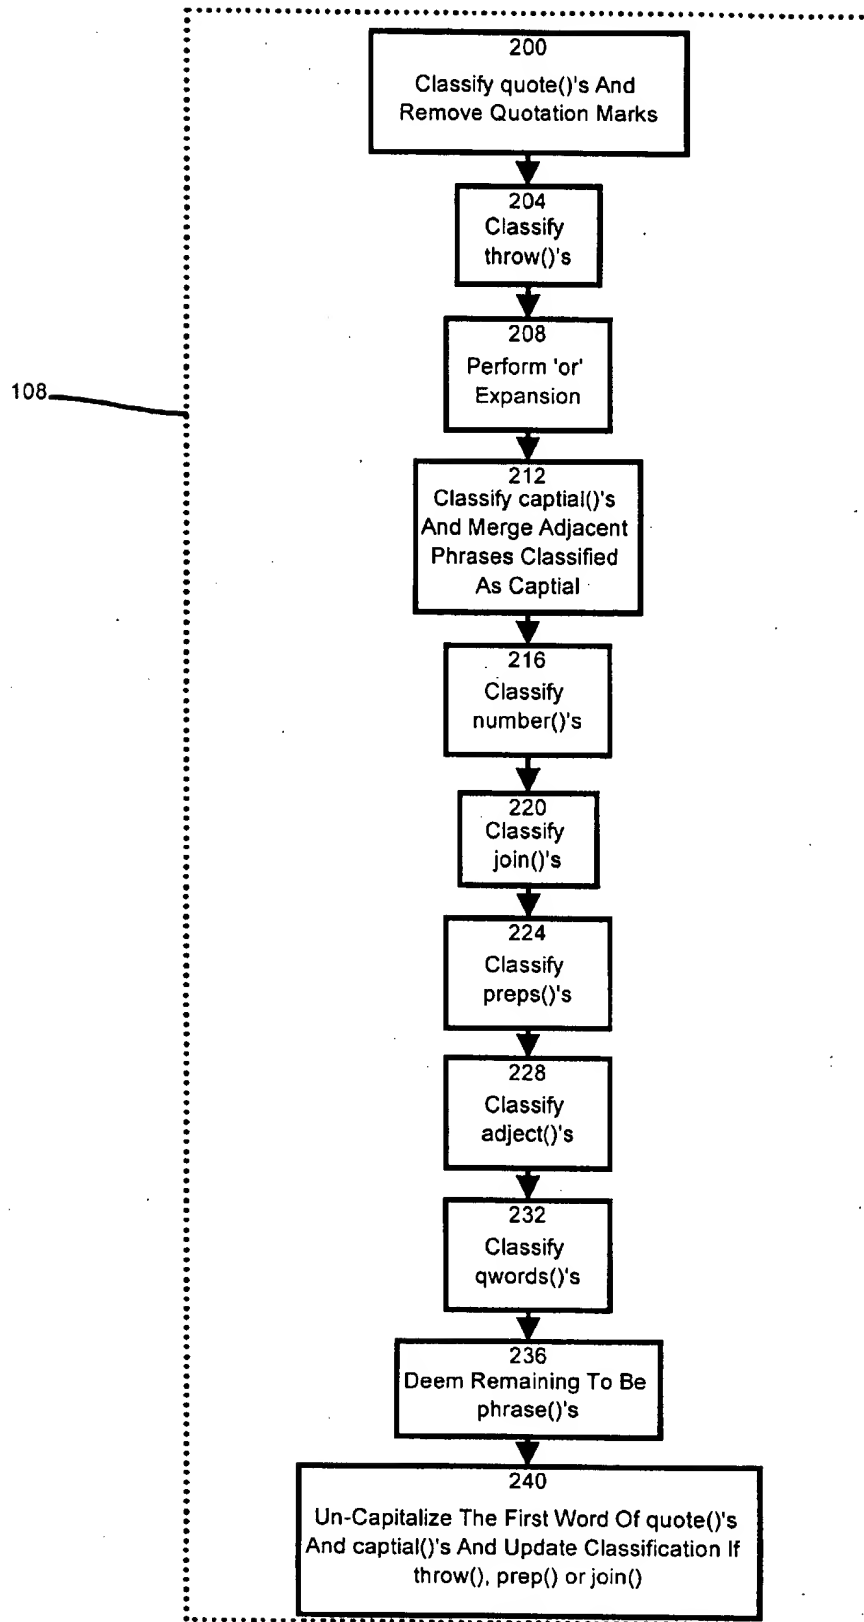 200
Classify quote()'s And
Remove Quotation Marks
204
Classify
throw()'s
208
Perform 'or'
Expansion
108
212
Classify captial()'s
And Merge Adjacent
Phrases Classified
As Captial
216
Classify
number()'s
220
Classify
join()'s
224
Classify
preps()'s
228
Classify
adject()'s
232
Classify
qwords()'s
236
Deem Remaining To Be
phrase()'s
240
Un-Capitalize The First Word Of quote()'s
And captial()'s And Update Classification If
throw(), prep() or join()